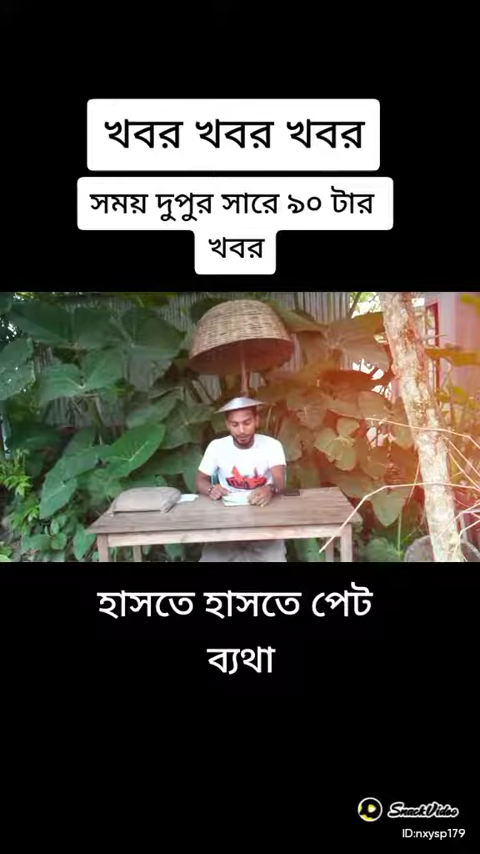 খবর খবর খবর
সময় দুপুর সারে ৯০ টার
খবর
হাসতে হাসতে পেট
ব্যথা
SnackVideo
ID:nxysp179